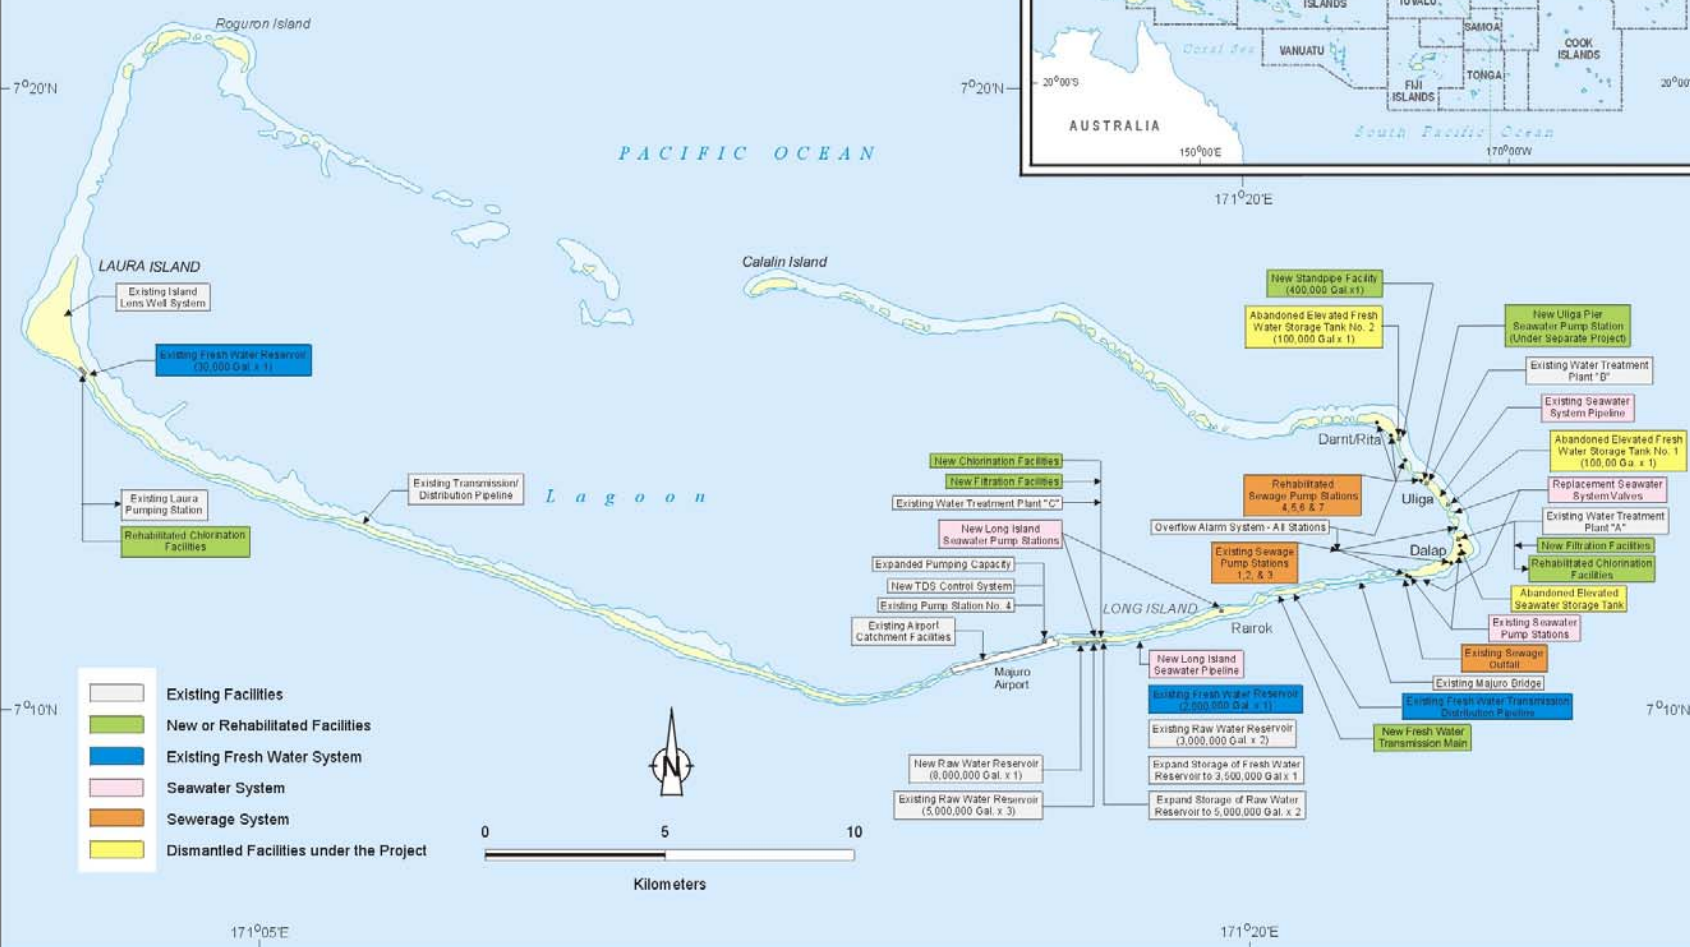 Roguron Island
7°20'N
7°20'N
ISLANDS
TUVALU
SAMOA
Coral Sea
VANUATU
COOK
ISLANDS
20°00'S
FIJI
ISLANDS
TONGA
20°00'
AUSTRALIA
South Pacific Ocean
150°00'E
170°00'W
PACIFIC OCEAN
171°20'E
LAURA ISLAND
Calalin Island
Existing Island
Lens Well System
New Standpipe Facility
(400,000 Gal.x1)
Abandoned Elevated Fresh
Water Storage Tank No. 2
(100,000 Gal x 1)
New Uliga Pier
Seawater Pump Station
(Under Separate Project)
Existing Fresh Water Reservoir
(30,000 Gal. x 1)
Existing Water Treatment
Plant "B"
Existing Seawater
System Pipeline
Darrit/Rita
Abandoned Elevated Fresh
Water Storage Tank No. 1
(100,00 Ga. x 1)
New Chlorination Facilities
New Filtration Facilities
Existing Water Treatment Plant "C"
Existing Transmission/
Distribution Pipeline
Lagoon
Rehabilitated
Sewage Pump Stations
4,5,6 & 7
Uliga
Replacement Seawater
System Valves
Existing Laura
Pumping Station
Rehabilitated Chlorination
Facilities
New Long Island
Seawater Pump Stations
Overflow Alarm System - All Stations
Existing Water Treatment
Plant "A"
Existing Sewage
Pump Stations
1,2, & 3
Dalap
New Filtration Facilities
Rehabilitated Chlorination
Facilities
Expanded Pumping Capacity
New TDS Control System
Existing Pump Station No. 4
Existing Airport
Catchment Facilities
LONG ISLAND
Rairok
Abandoned Elevated
Seawater Storage Tank
Existing Seawater
Pump Stations
Majuro
Airport
New Long Island
Seawater Pipeline
Existing Sewage
Outfall
Existing Majuro Bridge
Existing Fresh Water Reservoir
(2,000,000 Gal. x 1)
Existing Fresh Water Transmission
Distribution Pipeline
Existing Raw Water Reservoir
(3,000,000 Gal. x 2)
New Fresh Water
Transmission Main
7°10'N
7°10'N
New Raw Water Reservoir
(8,000,000 Gal. x 1)
Expand Storage of Fresh Water
Reservoir to 3,500,000 Gal x 1
Existing Raw Water Reservoir
(5,000,000 Gal. x 3)
Expand Storage of Raw Water
Reservoir to 5,000,000 Gal. x 2
Existing Facilities
New or Rehabilitated Facilities
Existing Fresh Water System
Seawater System
Sewerage System
Dismantled Facilities under the Project
N
0 5 10
Kilometers
171°05'E
171°20'E